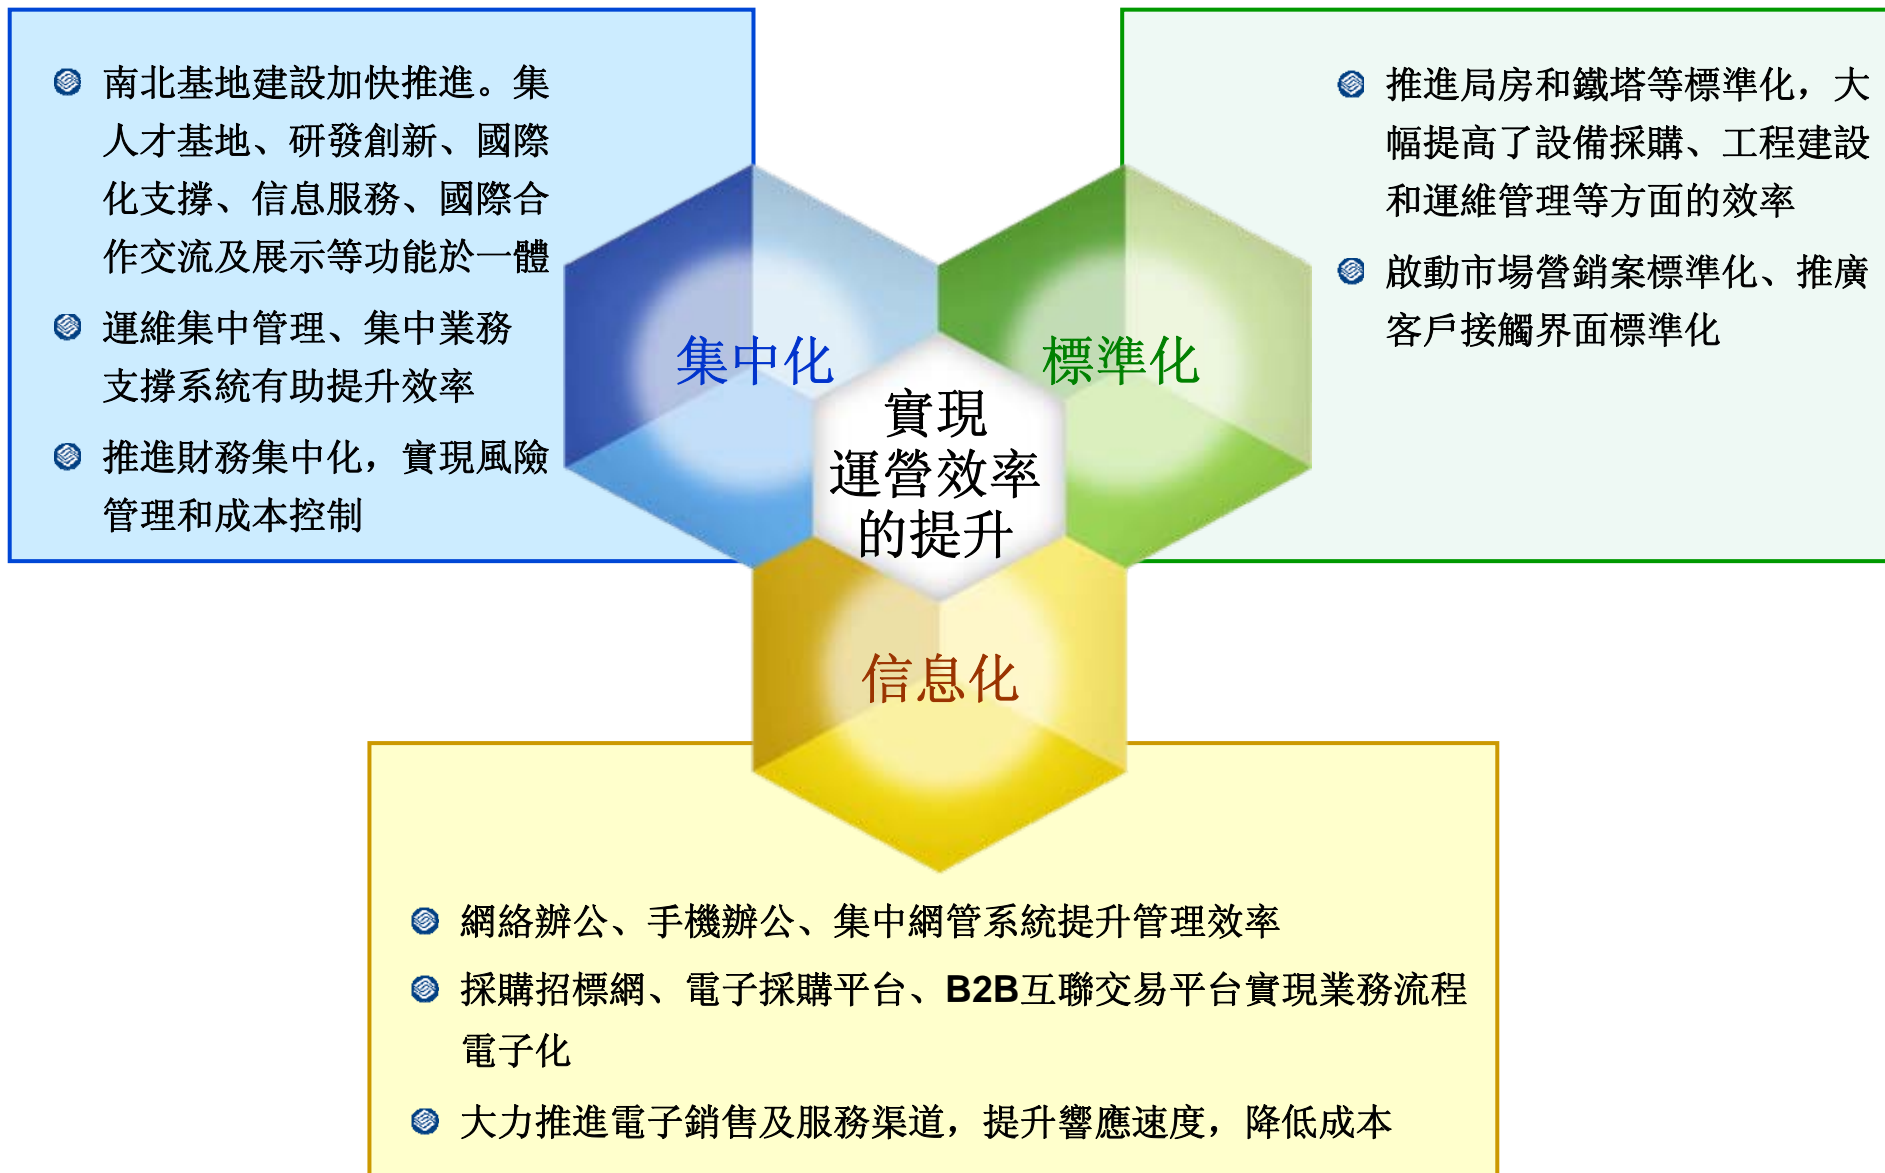 南北基地建設加快推進。集
人才基地、研發創新、國際
化支撐、信息服務、國際合
作交流及展示等功能於一體
運維集中管理、集中業務
支撐系統有助提升效率
推進財務集中化，實現風險
管理和成本控制
推進局房和鐵塔等標準化，大
幅提高了設備採購、工程建設
和運維管理等方面的效率
啟動市場營銷案標準化、推廣
客戶接觸界面標準化
集中化
標準化
實現
運營效率
的提升
信息化
網絡辦公、手機辦公、集中網管系統提升管理效率
採購招標網、電子採購平台、B2B互聯交易平台實現業務流程
電子化
大力推進電子銷售及服務渠道，提升響應速度，降低成本